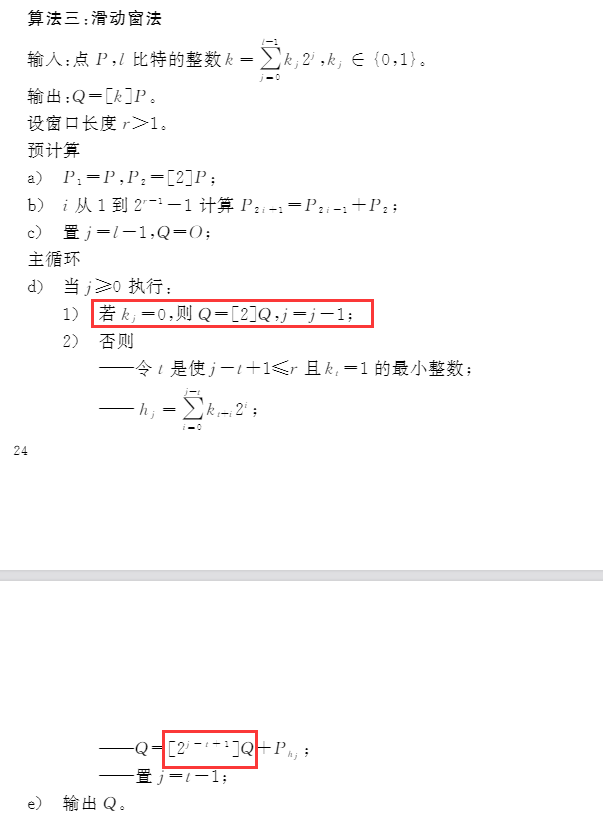 算法三:滑动窗法
输入:点 P,l 比特的整数 k = ∑_{j=0}^{l-1} k_j 2^j, k_j ∈ {0,1}。
输出:Q=[k]P。
设窗口长度 r>1。
预计算
a) P_1=P,P_2=[2]P;
b) i 从 1 到 2^{r-1}-1 计算 P_{2i+1}=P_{2i-1}+P_2;
c) 置 j=l-1,Q=O;
主循环
d) 当 j≥0 执行:
1) 若 k_j=0,则 Q=[2]Q,j=j-1;
2) 否则
——令 t 是使 j-t+1≤r 且 k_t=1 的最小整数;
—— h_j = ∑_{i=0}^{j-t} k_{t+i} 2^i;
24
——Q=[2^{j-t+1}]Q+P_{h_j};
——置 j=t-1;
e) 输出 Q。